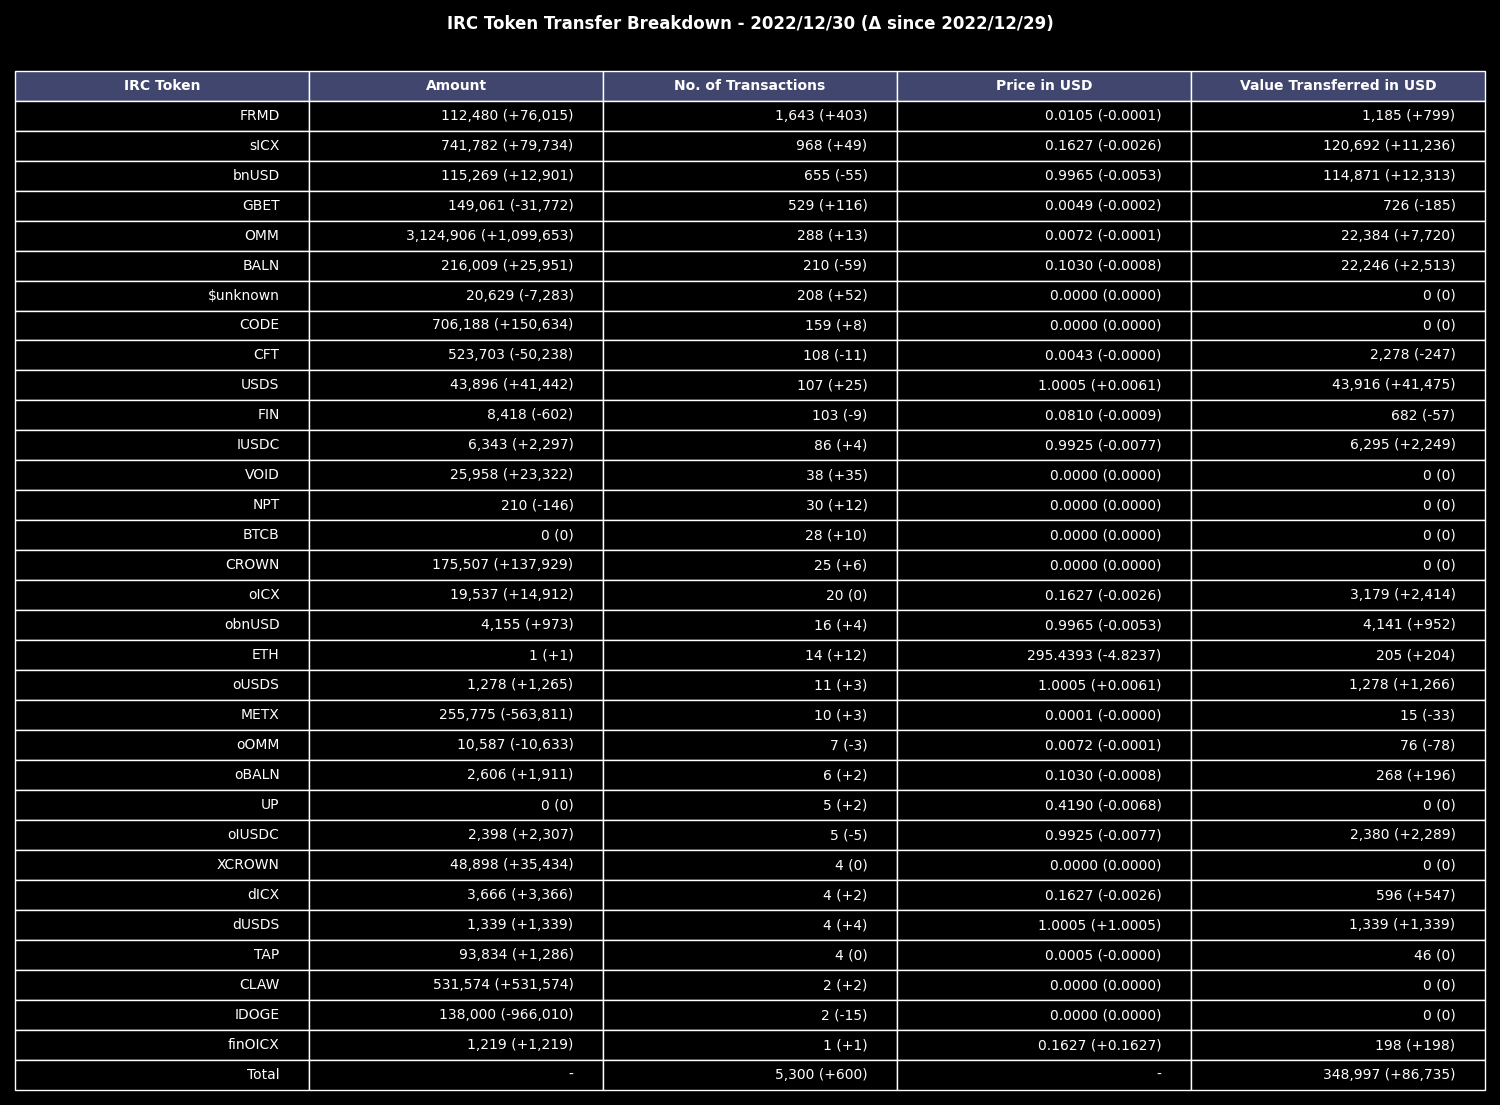 IRC Token Transfer Breakdown - 2022/12/30 (Δ since 2022/12/29)
IRC Token Amount No. of Transactions Price in USD Value Transferred in USD
FRMD 112,480 (+76,015) 1,643 (+403) 0.0105 (-0.0001) 1,185 (+799)
sICX 741,782 (+79,734) 968 (+49) 0.1627 (-0.0026) 120,692 (+11,236)
bnUSD 115,269 (+12,901) 655 (-55) 0.9965 (-0.0053) 114,871 (+12,313)
GBET 149,061 (-31,772) 529 (+116) 0.0049 (-0.0002) 726 (-185)
OMM 3,124,906 (+1,099,653) 288 (+13) 0.0072 (-0.0001) 22,384 (+7,720)
BALN 216,009 (+25,951) 210 (-59) 0.1030 (-0.0008) 22,246 (+2,513)
$unknown 20,629 (-7,283) 208 (+52) 0.0000 (0.0000) 0 (0)
CODE 706,188 (+150,634) 159 (+8) 0.0000 (0.0000) 0 (0)
CFT 523,703 (-50,238) 108 (-11) 0.0043 (-0.0000) 2,278 (-247)
USDS 43,896 (+41,442) 107 (+25) 1.0005 (+0.0061) 43,916 (+41,475)
FIN 8,418 (-602) 103 (-9) 0.0810 (-0.0009) 682 (-57)
IUSDC 6,343 (+2,297) 86 (+4) 0.9925 (-0.0077) 6,295 (+2,249)
VOID 25,958 (+23,322) 38 (+35) 0.0000 (0.0000) 0 (0)
NPT 210 (-146) 30 (+12) 0.0000 (0.0000) 0 (0)
BTCB 0 (0) 28 (+10) 0.0000 (0.0000) 0 (0)
CROWN 175,507 (+137,929) 25 (+6) 0.0000 (0.0000) 0 (0)
oICX 19,537 (+14,912) 20 (0) 0.1627 (-0.0026) 3,179 (+2,414)
obnUSD 4,155 (+973) 16 (+4) 0.9965 (-0.0053) 4,141 (+952)
ETH 1 (+1) 14 (+12) 295.4393 (-4.8237) 205 (+204)
oUSDS 1,278 (+1,265) 11 (+3) 1.0005 (+0.0061) 1,278 (+1,266)
METX 255,775 (-563,811) 10 (+3) 0.0001 (-0.0000) 15 (-33)
oOMM 10,587 (-10,633) 7 (-3) 0.0072 (-0.0001) 76 (-78)
oBALN 2,606 (+1,911) 6 (+2) 0.1030 (-0.0008) 268 (+196)
UP 0 (0) 5 (+2) 0.4190 (-0.0068) 0 (0)
oIUSDC 2,398 (+2,307) 5 (-5) 0.9925 (-0.0077) 2,380 (+2,289)
XCROWN 48,898 (+35,434) 4 (0) 0.0000 (0.0000) 0 (0)
dICX 3,666 (+3,366) 4 (+2) 0.1627 (-0.0026) 596 (+547)
dUSDS 1,339 (+1,339) 4 (+4) 1.0005 (+1.0005) 1,339 (+1,339)
TAP 93,834 (+1,286) 4 (0) 0.0005 (-0.0000) 46 (0)
CLAW 531,574 (+531,574) 2 (+2) 0.0000 (0.0000) 0 (0)
IDOGE 138,000 (-966,010) 2 (-15) 0.0000 (0.0000) 0 (0)
finOICX 1,219 (+1,219) 1 (+1) 0.1627 (+0.1627) 198 (+198)
Total - 5,300 (+600) - 348,997 (+86,735)